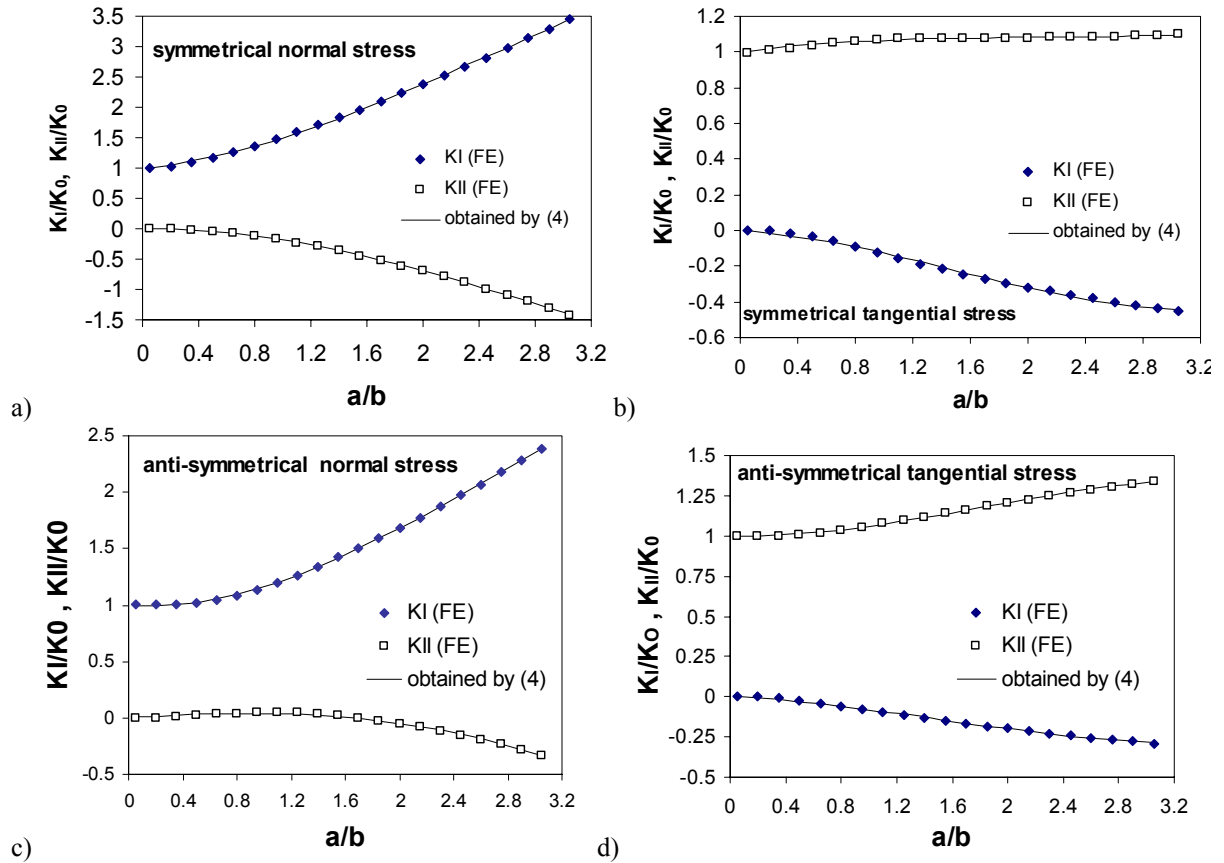 symmetrical normal stress
KI/K0, KII/K0
3.5
3
2.5
2
1.5
1
0.5
0
-0.5
-1
-1.5
KI (FE)
KII (FE)
obtained by (4)
0 0.4 0.8 1.2 1.6 2 2.4 2.8 3.2
a/b
a)
KI/K0 , KII/K0
1.2
1
0.8
0.6
0.4
0.2
0
-0.2
-0.4
-0.6
KI (FE)
KII (FE)
obtained by (4)
symmetrical tangential stress
0 0.4 0.8 1.2 1.6 2 2.4 2.8 3.2
a/b
b)
anti-symmetrical normal stress
KI/K0 , KII/K0
2.5
2
1.5
1
0.5
0
-0.5
KI (FE)
KII (FE)
obtained by (4)
0 0.4 0.8 1.2 1.6 2 2.4 2.8 3.2
a/b
c)
anti-symmetrical tangential stress
KI/KO , KII/K0
1.5
1.25
1
0.75
0.5
0.25
0
-0.25
-0.5
KI (FE)
KII (FE)
obtained by (4)
0 0.4 0.8 1.2 1.6 2 2.4 2.8 3.2
a/b
d)